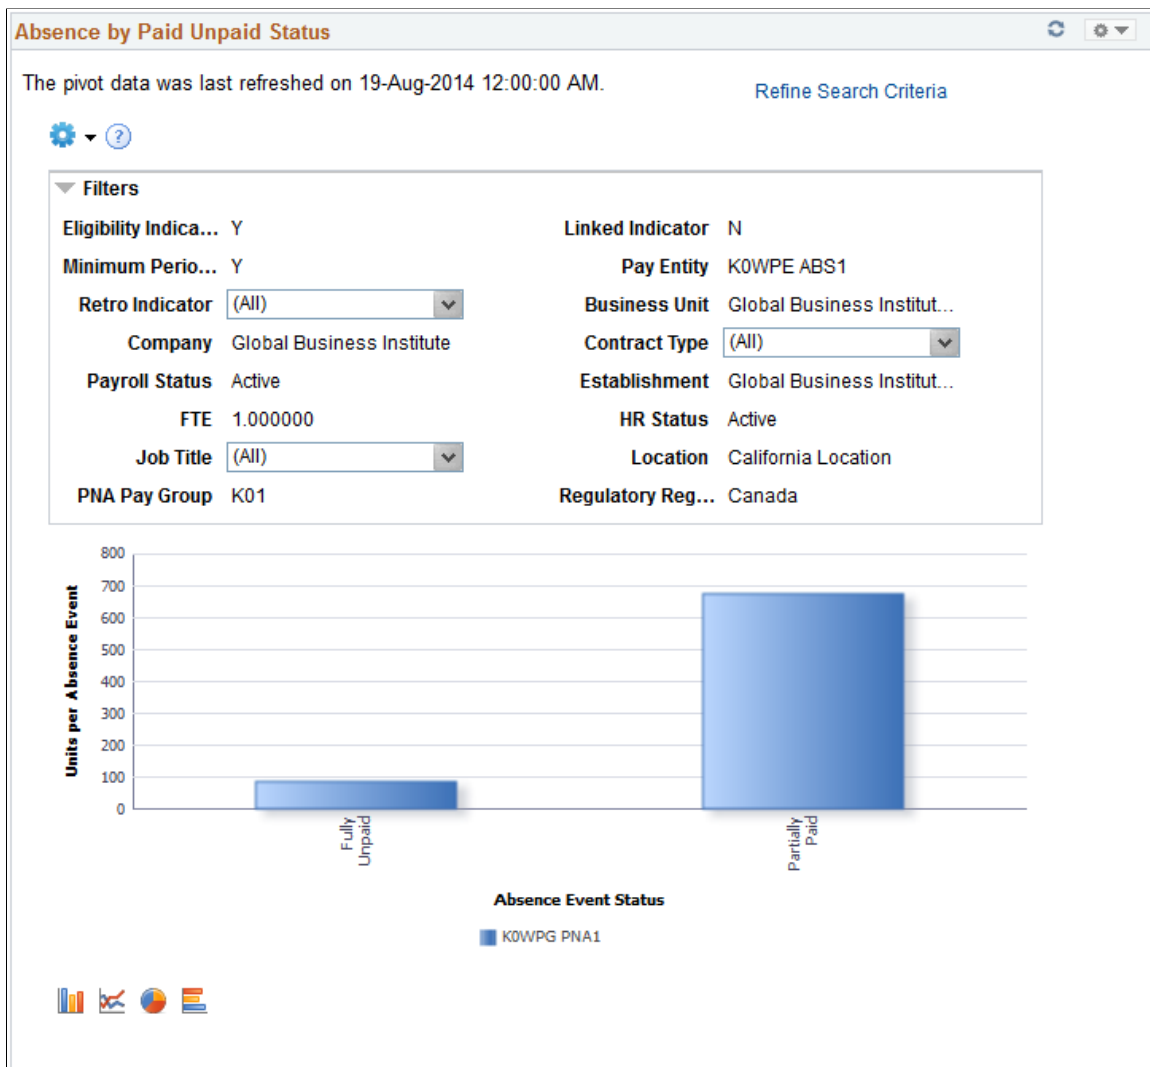 Absence by Paid Unpaid Status
The pivot data was last refreshed on 19-Aug-2014 12:00:00 AM.
Refine Search Criteria
?
Filters
Eligibility Indica... Y
Linked Indicator N
Minimum Perio... Y
Pay Entity K0WPE ABS1
Retro Indicator (All)
Business Unit Global Business Institut...
Company Global Business Institute
Contract Type (All)
Payroll Status Active
Establishment Global Business Institut...
FTE 1.000000
HR Status Active
Job Title (All)
Location California Location
PNA Pay Group K01
Regulatory Reg... Canada
Units per Absence Event
800
700
600
500
400
300
200
100
0
Fully
Unpaid
Partially
Paid
Absence Event Status
K0WPG PNA1